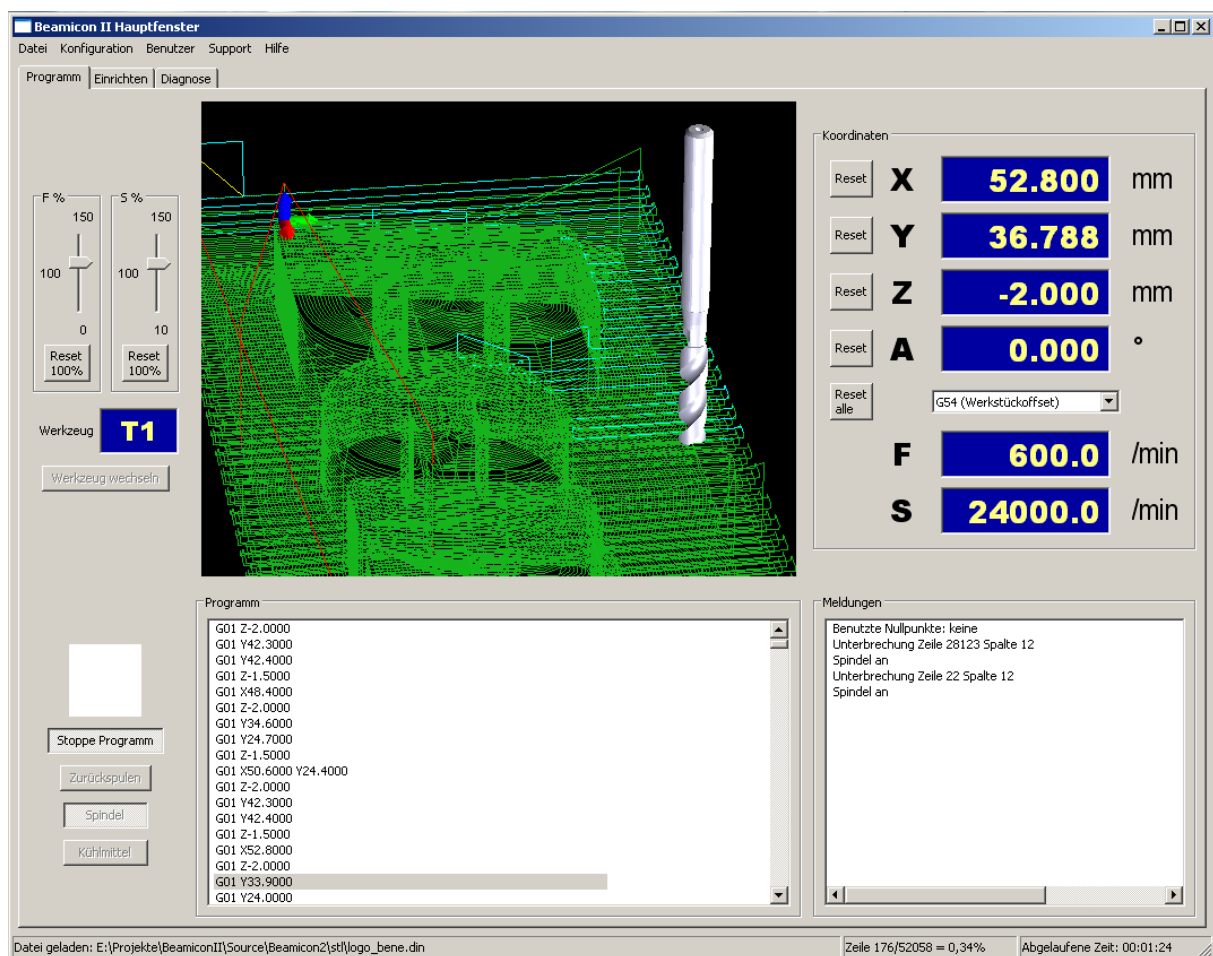 Beamicon II Hauptfenster
Datei Konfiguration Benutzer Support Hilfe
Programm Einrichten Diagnose
F %
150
100
0
Reset
100%
S %
150
100
10
Reset
100%
Werkzeug T1
Werkzeug wechseln
Koordinaten
Reset X 52.800 mm
Reset Y 36.788 mm
Reset Z -2.000 mm
Reset A 0.000 °
Reset
alle
G54 (Werkstückoffset)
F 600.0 /min
S 24000.0 /min
Stoppe Programm
Zurückspulen
Spindel
Kühlmittel
Programm
G01 Z-2.0000
G01 Y42.3000
G01 Y42.4000
G01 Z-1.5000
G01 X48.4000
G01 Z-2.0000
G01 Y34.6000
G01 Y24.7000
G01 Z-1.5000
G01 X50.6000 Y24.4000
G01 Z-2.0000
G01 Y42.3000
G01 Y42.4000
G01 Z-1.5000
G01 X52.8000
G01 Z-2.0000
G01 Y33.9000
G01 Y24.0000
Meldungen
Benutzte Nullpunkte: keine
Unterbrechung Zeile 28123 Spalte 12
Spindel an
Unterbrechung Zeile 22 Spalte 12
Spindel an
Datei geladen: E:\Projekte\BeamiconII\Source\Beamicon2\stl\logo_bene.din
Zeile 176/52058 = 0,34%
Abgelaufene Zeit: 00:01:24